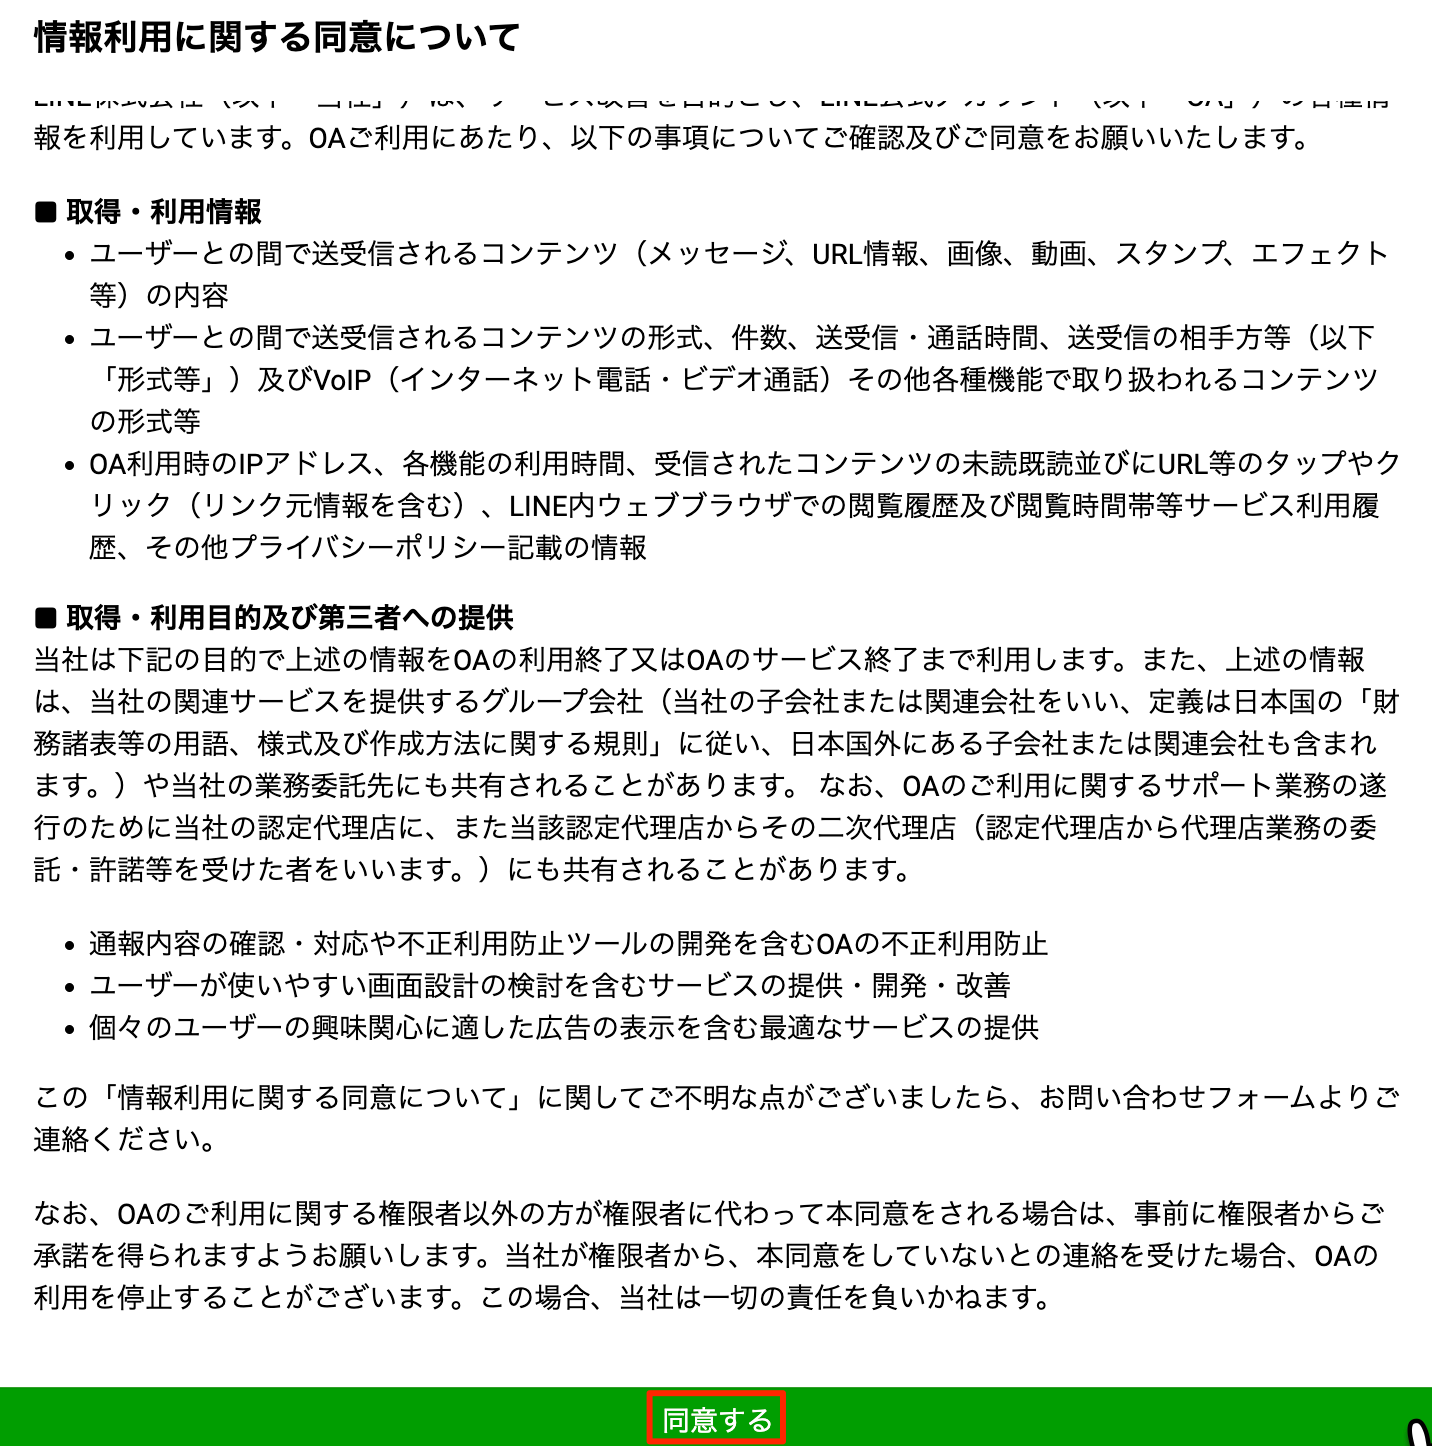 情報利用に関する同意について
LINE株式会社（以下「当社」）は、サービス改善を目的とし、LINE公式アカウント（以下「OA」）の各種情
報を利用しています。OAご利用にあたり、以下の事項についてご確認及びご同意をお願いいたします。
■ 取得・利用情報
• ユーザーとの間で送受信されるコンテンツ（メッセージ、URL情報、画像、動画、スタンプ、エフェクト
等）の内容
• ユーザーとの間で送受信されるコンテンツの形式、件数、送受信・通話時間、送受信の相手方等（以下
「形式等」）及びVoIP（インターネット電話・ビデオ通話）その他各種機能で取り扱われるコンテンツ
の形式等
• OA利用時のIPアドレス、各機能の利用時間、受信されたコンテンツの未読既読並びにURL等のタップやク
リック（リンク元情報を含む）、LINE内ウェブブラウザでの閲覧履歴及び閲覧時間帯等サービス利用履
歴、その他プライバシーポリシー記載の情報
■ 取得・利用目的及び第三者への提供
当社は下記の目的で上述の情報をOAの利用終了又はOAのサービス終了まで利用します。また、上述の情報
は、当社の関連サービスを提供するグループ会社（当社の子会社または関連会社をいい、定義は日本国の「財
務諸表等の用語、様式及び作成方法に関する規則」に従い、日本国外にある子会社または関連会社も含まれ
ます。）や当社の業務委託先にも共有されることがあります。 なお、OAのご利用に関するサポート業務の遂
行のために当社の認定代理店に、また当該認定代理店からその二次代理店（認定代理店から代理店業務の委
託・許諾等を受けた者をいいます。）にも共有されることがあります。
• 通報内容の確認・対応や不正利用防止ツールの開発を含むOAの不正利用防止
• ユーザーが使いやすい画面設計の検討を含むサービスの提供・開発・改善
• 個々のユーザーの興味関心に適した広告の表示を含む最適なサービスの提供
この「情報利用に関する同意について」に関してご不明な点がございましたら、お問い合わせフォームよりご
連絡ください。
なお、OAのご利用に関する権限者以外の方が権限者に代わって本同意をされる場合は、事前に権限者からご
承諾を得られますようお願いします。当社が権限者から、本同意をしていないとの連絡を受けた場合、OAの
利用を停止することがございます。この場合、当社は一切の責任を負いかねます。
同意する